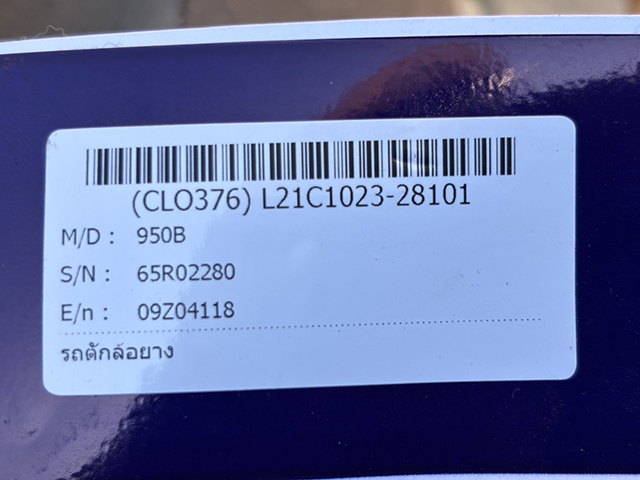 (CLO376) L21C1023-28101
M/D : 950B
S/N : 65R02280
E/n : 09Z04118
รถตักล้อยาง